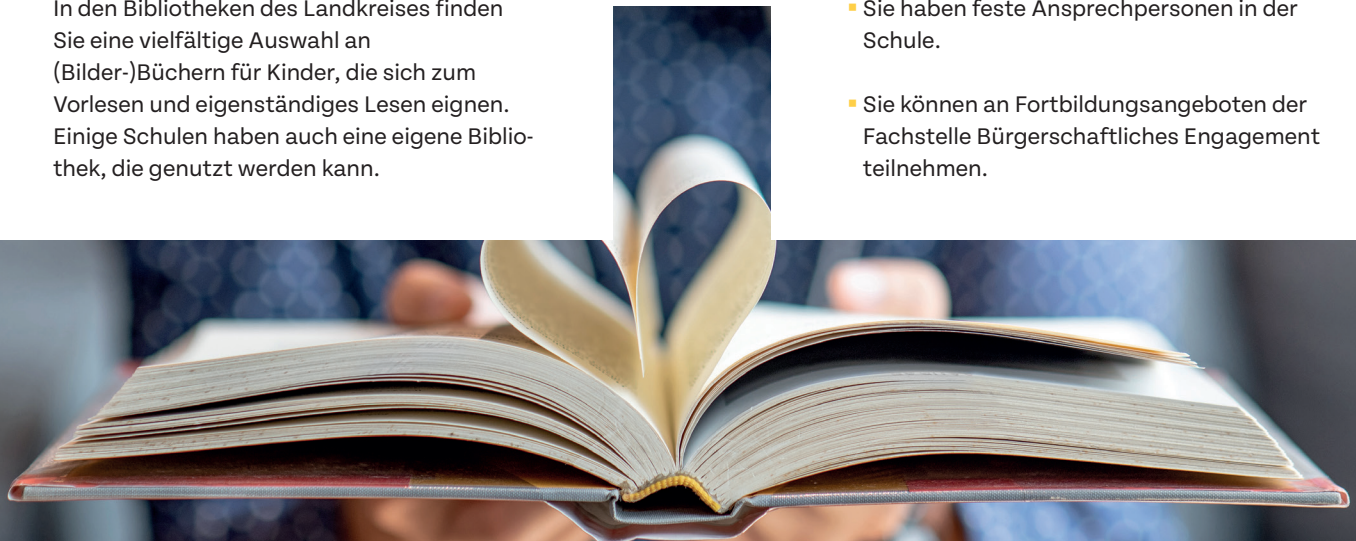 In den Bibliotheken des Landkreises finden
Sie eine vielfältige Auswahl an
(Bilder-)Büchern für Kinder, die sich zum
Vorlesen und eigenständiges Lesen eignen.
Einige Schulen haben auch eine eigene Biblio-
thek, die genutzt werden kann.
Sie haben feste Ansprechpersonen in der
Schule.
Sie können an Fortbildungsangeboten der
Fachstelle Bürgerschaftliches Engagement
teilnehmen.